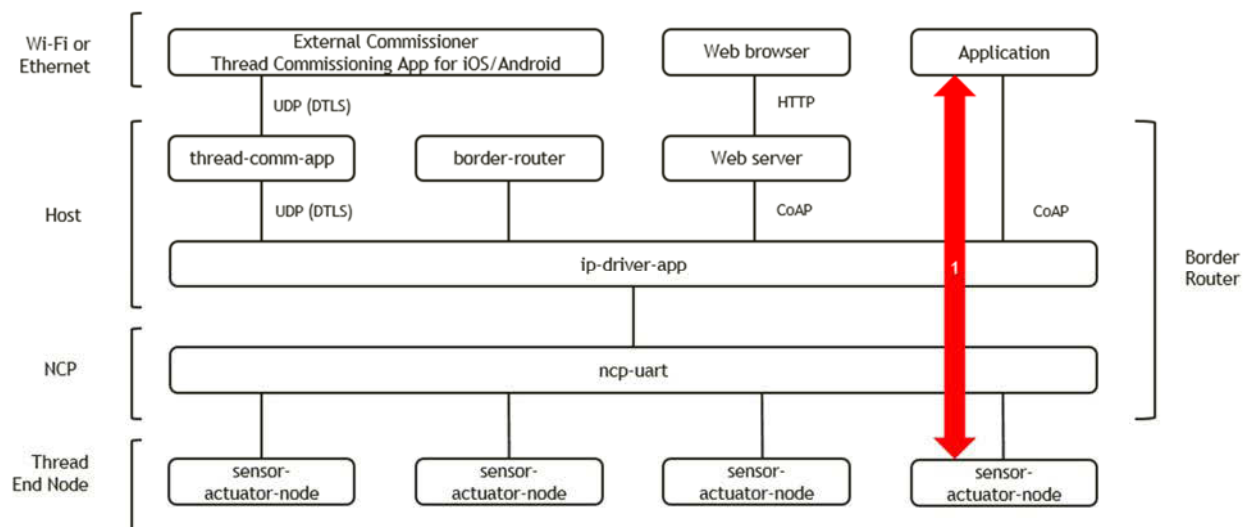 Wi-Fi or
Ethernet
External Commissioner
Thread Commissioning App for iOS/Android
Web browser
Application
UDP (DTLS)
HTTP
thread-comm-app
border-router
Web server
Host
UDP (DTLS)
CoAP
CoAP
ip-driver-app
1
Border
Router
NCP
ncp-uart
Thread
End Node
sensor-
actuator-node
sensor-
actuator-node
sensor-
actuator-node
sensor-
actuator-node